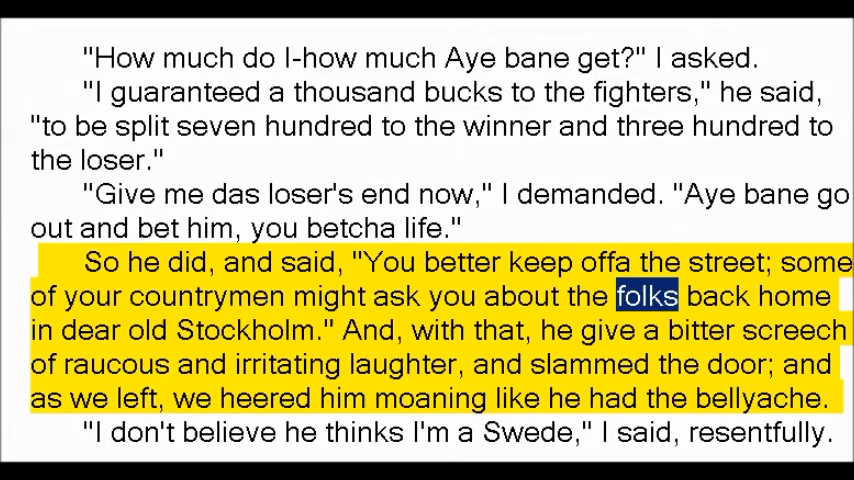 "How much do I-how much Aye bane get?" I asked.
"I guaranteed a thousand bucks to the fighters," he said,
"to be split seven hundred to the winner and three hundred to
the loser."
"Give me das loser's end now," I demanded. "Aye bane go
out and bet him, you betcha life."
So he did, and said, "You better keep offa the street; some
of your countrymen might ask you about the folks back home
in dear old Stockholm." And, with that, he give a bitter screech
of raucous and irritating laughter, and slammed the door; and
as we left, we heered him moaning like he had the bellyache.
"I don't believe he thinks I'm a Swede," I said, resentfully.